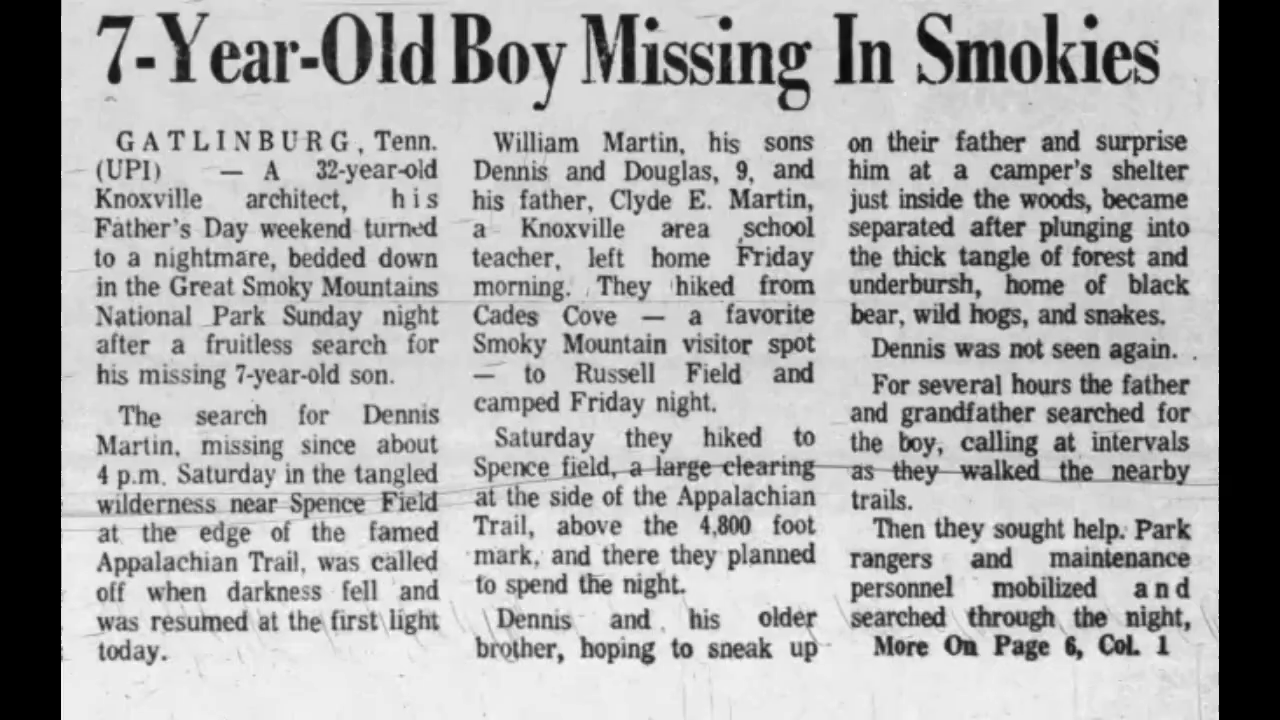 7-Year-Old Boy Missing In Smokies
GATLINBURG, Tenn.
(UPI) — A 32-year-old
Knoxville architect, his
Father's Day weekend turned
to a nightmare, bedded down
in the Great Smoky Mountains
National Park Sunday night
after a fruitless search for
his missing 7-year-old son.
The search for Dennis
Martin, missing since about
4 p.m. Saturday in the tangled
wilderness near Spence Field
at the edge of the famed
Appalachian Trail, was called
off when darkness fell and
was resumed at the first light
today.
William Martin, his sons
Dennis and Douglas, 9, and
his father, Clyde E. Martin,
a Knoxville area school
teacher, left home Friday
morning. They hiked from
Cades Cove — a favorite
Smoky Mountain visitor spot
— to Russell Field and
camped Friday night.
Saturday they hiked to
Spence field, a large clearing
at the side of the Appalachian
Trail, above the 4,800 foot
mark, and there they planned
to spend the night.
Dennis and his older
brother, hoping to sneak up
on their father and surprise
him at a camper's shelter
just inside the woods, became
separated after plunging into
the thick tangle of forest and
underbursh, home of black
bear, wild hogs, and snakes.
Dennis was not seen again.
For several hours the father
and grandfather searched for
the boy, calling at intervals
as they walked the nearby
trails.
Then they sought help. Park
rangers and maintenance
personnel mobilized and
searched through the night,
More On Page 6, Col. 1